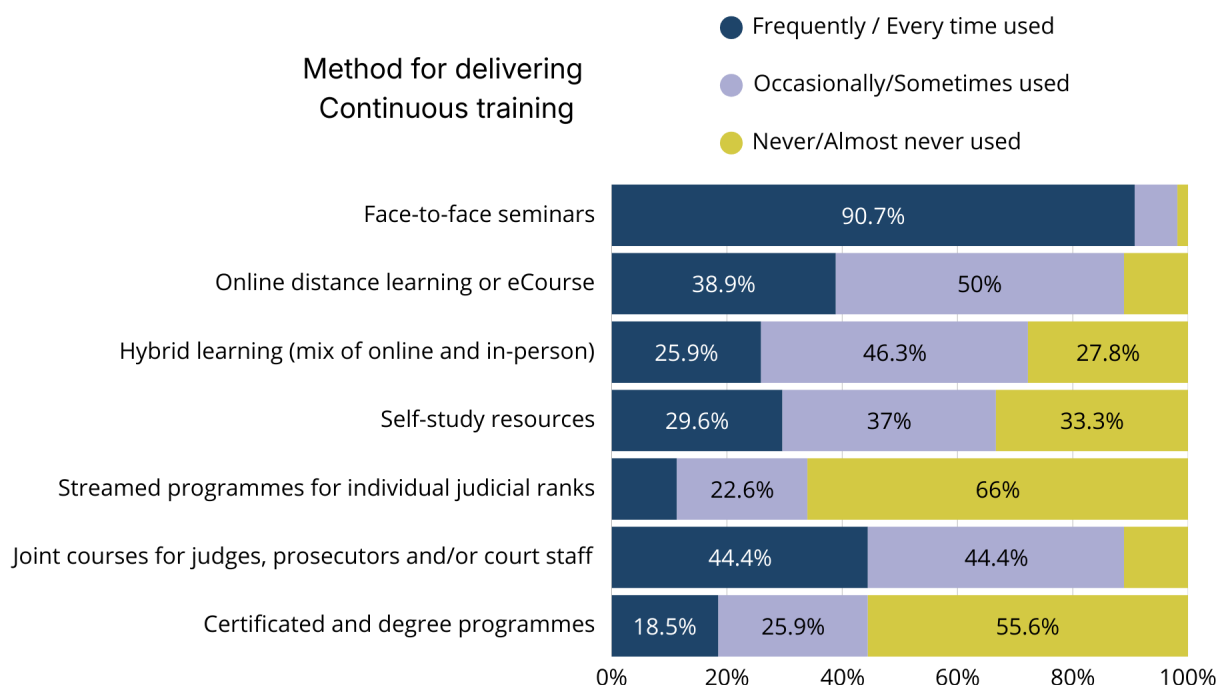 Frequently / Every time used
Method for delivering
Continuous training
Occasionally/Sometimes used
Never/Almost never used
Face-to-face seminars
90.7%
Online distance learning or eCourse
38.9%
50%
Hybrid learning (mix of online and in-person)
25.9%
46.3%
27.8%
Self-study resources
29.6%
37%
33.3%
Streamed programmes for individual judicial ranks
22.6%
66%
Joint courses for judges, prosecutors and/or court staff
44.4%
44.4%
Certificated and degree programmes
18.5%
25.9%
55.6%
0%
20%
40%
60%
80%
100%